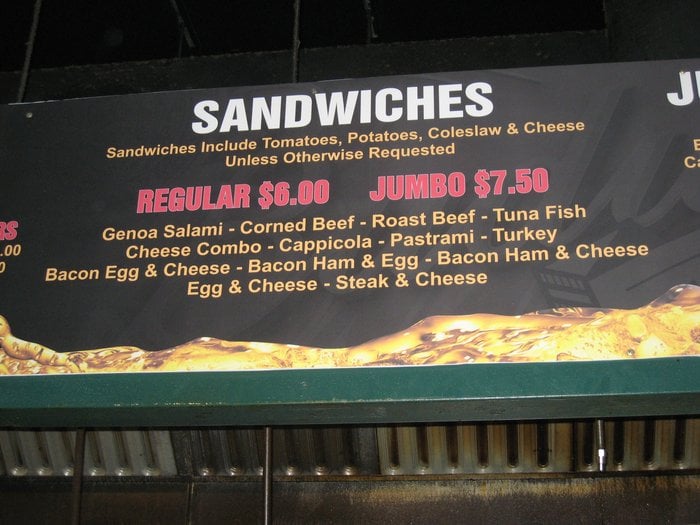 SANDWICHES
Sandwiches Include Tomatoes, Potatoes, Coleslaw & Cheese
Unless Otherwise Requested
REGULAR $6.00 JUMBO $7.50
Genoa Salami - Corned Beef - Roast Beef - Tuna Fish
Cheese Combo - Cappicola - Pastrami - Turkey
Bacon Egg & Cheese - Bacon Ham & Egg - Bacon Ham & Cheese
Egg & Cheese - Steak & Cheese